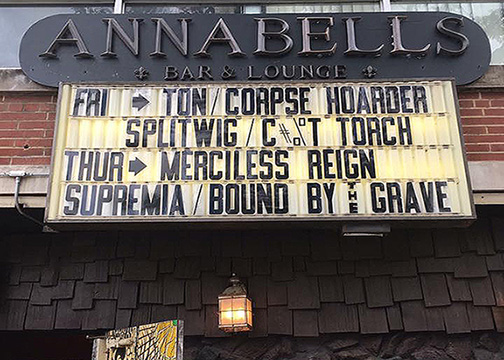 ANNABELLS
BAR & LOUNGE
FRI → TON/CORPSE HOARDER
SPLITWIG/C#%T TORCH
THUR→ MERCILESS REIGN
SUPREMIA/BOUND BY THE GRAVE